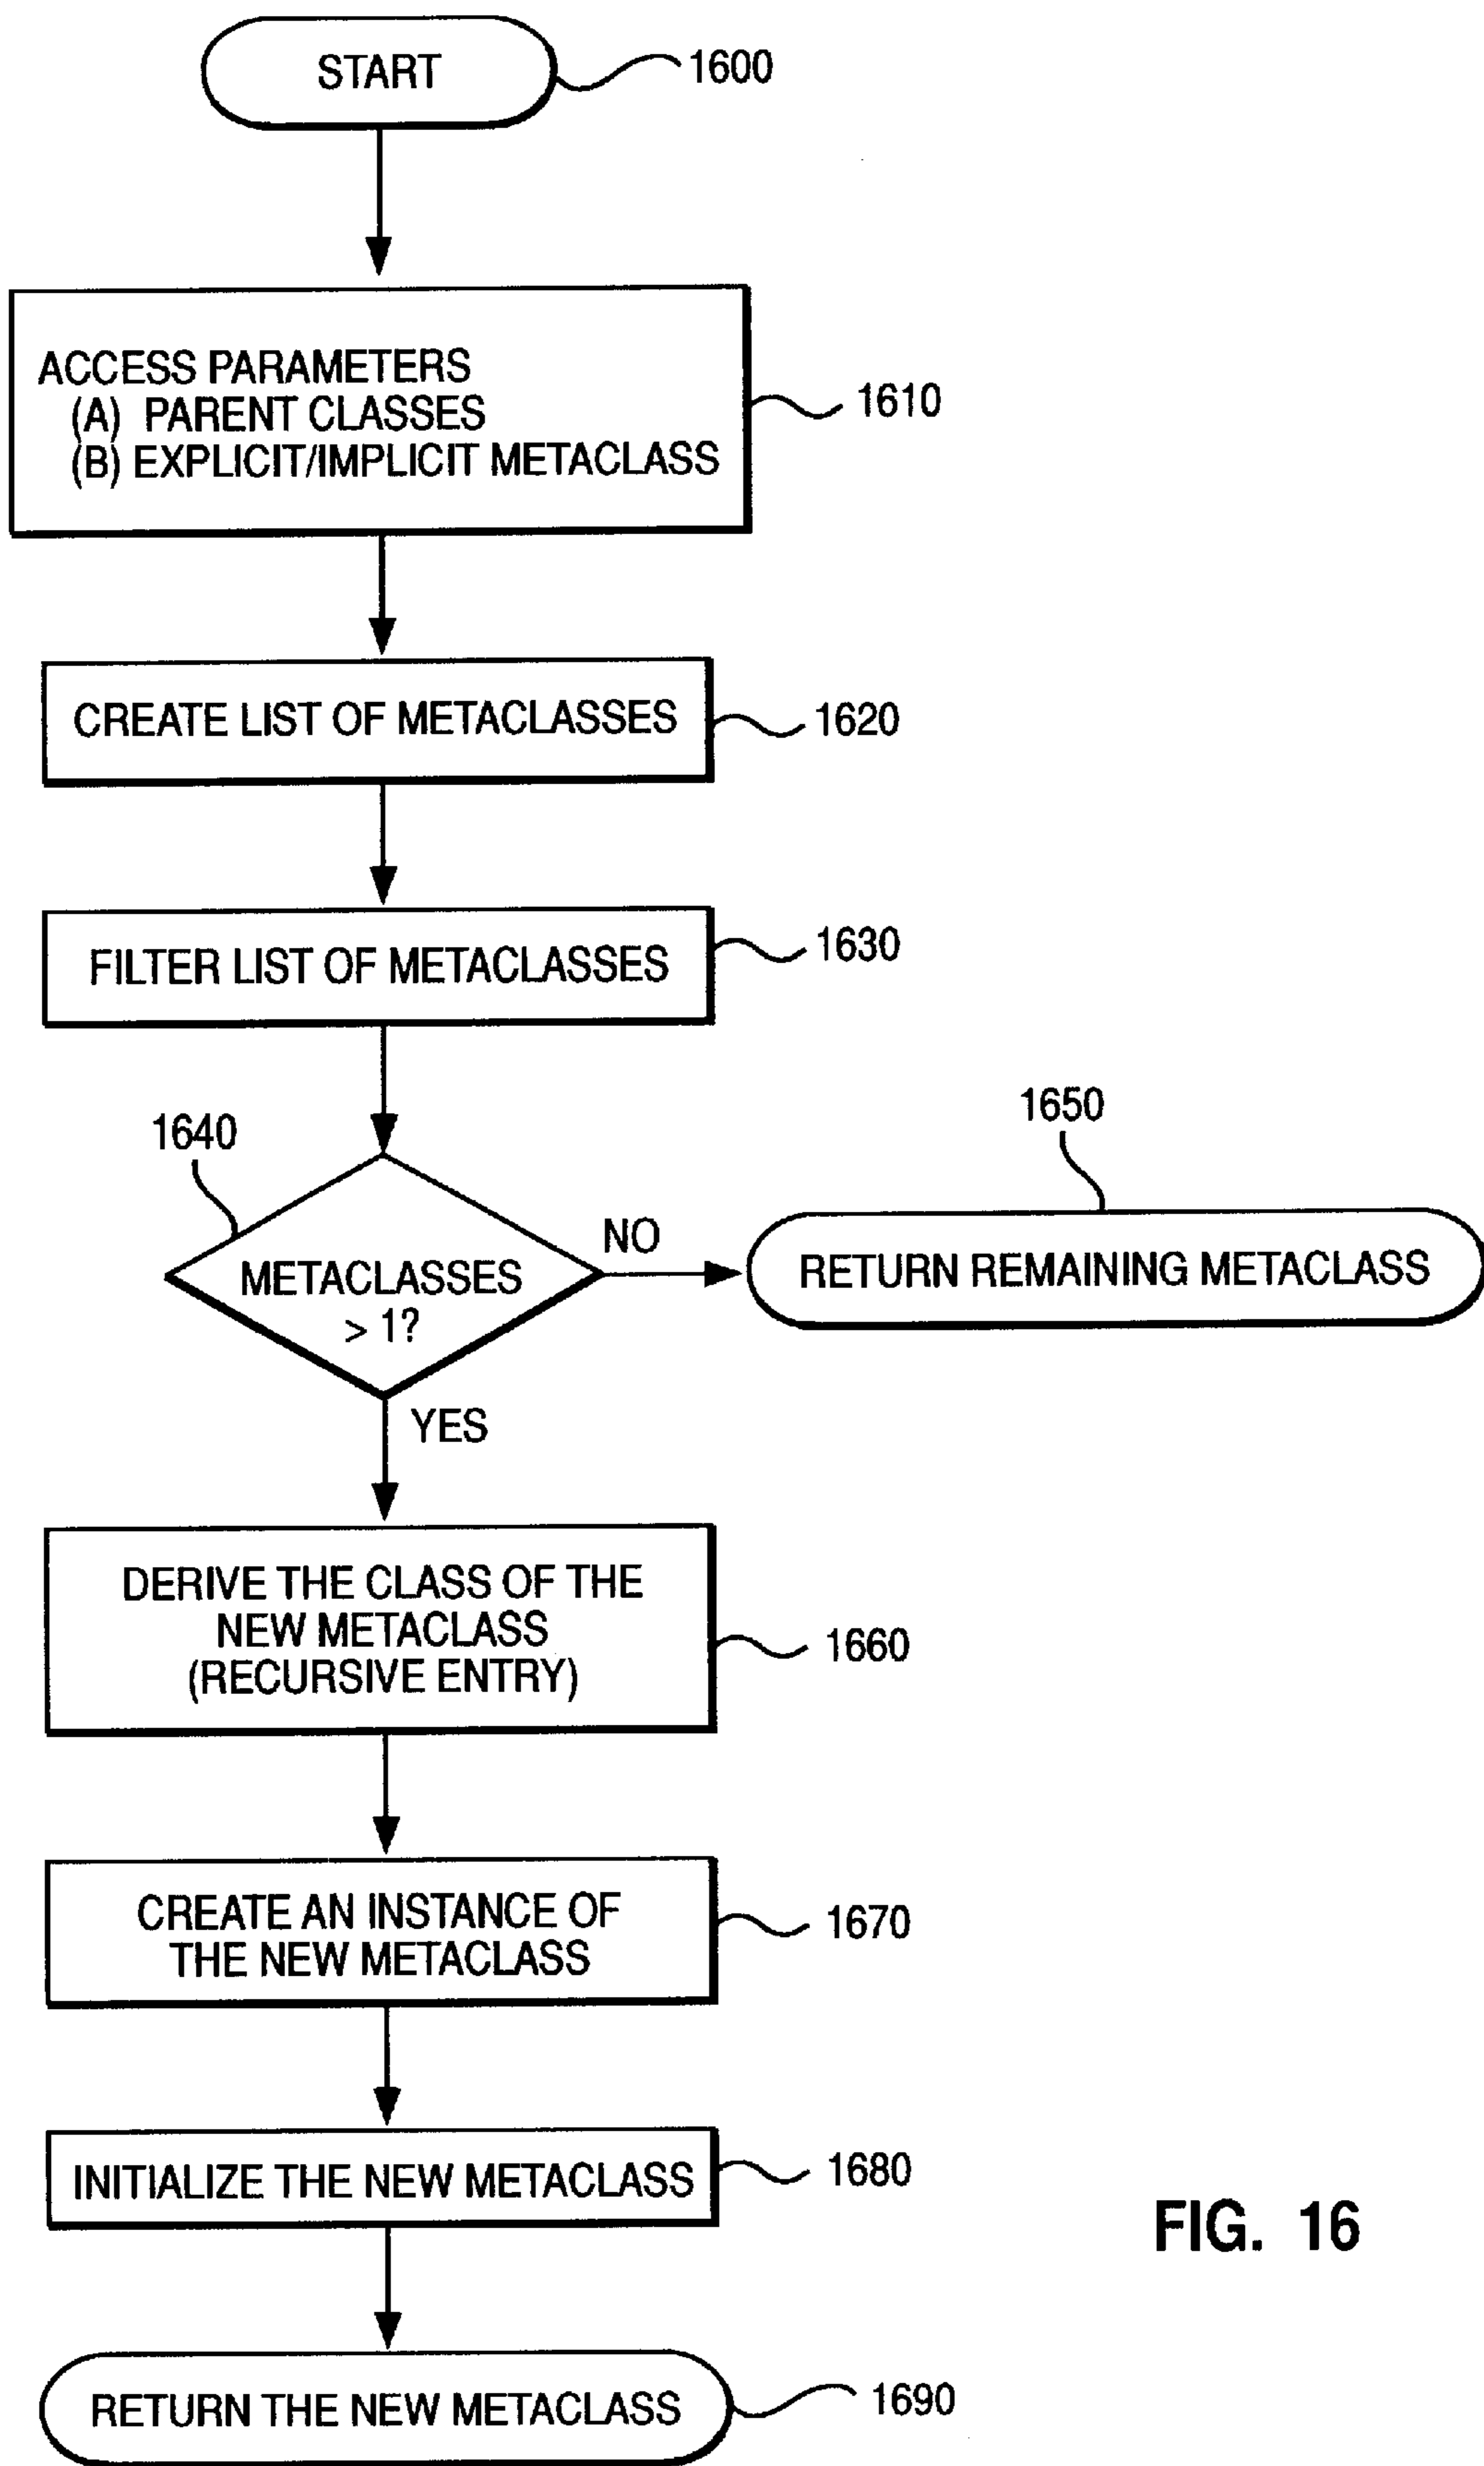 START
1600
ACCESS PARAMETERS
(A) PARENT CLASSES
(B) EXPLICIT/IMPLICIT METACLASS
1610
CREATE LIST OF METACLASSES
1620
FILTER LIST OF METACLASSES
1630
1640
METACLASSES
> 1?
NO
1650
RETURN REMAINING METACLASS
YES
DERIVE THE CLASS OF THE
NEW METACLASS
(RECURSIVE ENTRY)
1660
CREATE AN INSTANCE OF
THE NEW METACLASS
1670
INITIALIZE THE NEW METACLASS
1680
FIG. 16
RETURN THE NEW METACLASS
1690